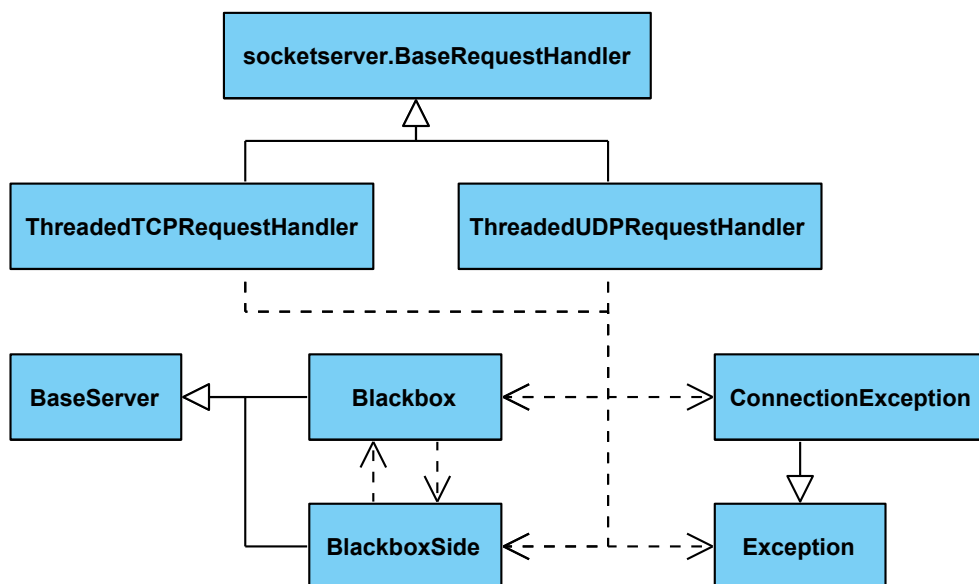 socketserver.BaseRequestHandler
ThreadedTCPRequestHandler
ThreadedUDPRequestHandler
BaseServer
Blackbox
ConnectionException
BlackboxSide
Exception